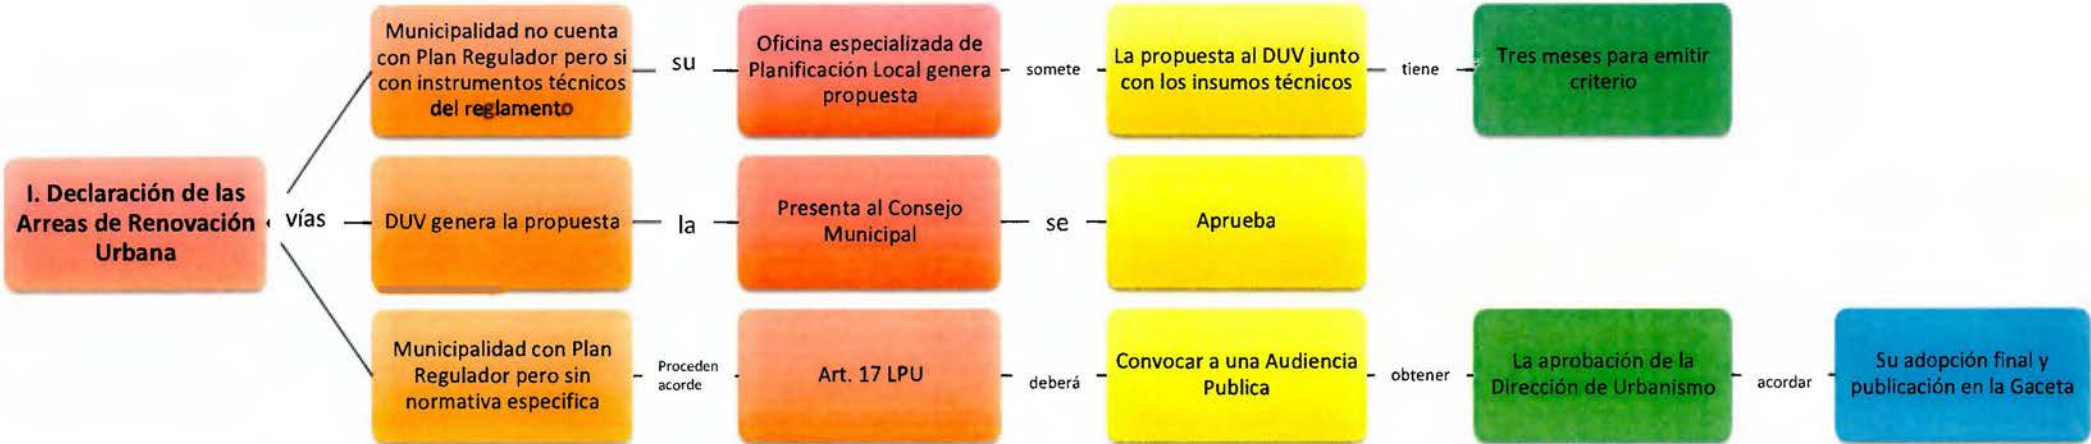 I. Declaración de las
Arreas de Renovación
Urbana
vías
Municipalidad no cuenta
con Plan Regulador pero si
con instrumentos técnicos
del reglamento
su
Oficina especializada de
Planificación Local genera
propuesta
somete
La propuesta al DUV junto
con los insumos técnicos
tiene
Tres meses para emitir
criterio
DUV genera la propuesta
la
Presenta al Consejo
Municipal
se
Aprueba
Municipalidad con Plan
Regulador pero sin
normativa especifica
Proceden
acorde
Art. 17 LPU
deberá
Convocar a una Audiencia
Publica
obtener
La aprobación de la
Dirección de Urbanismo
acordar
Su adopción final y
publicación en la Gaceta